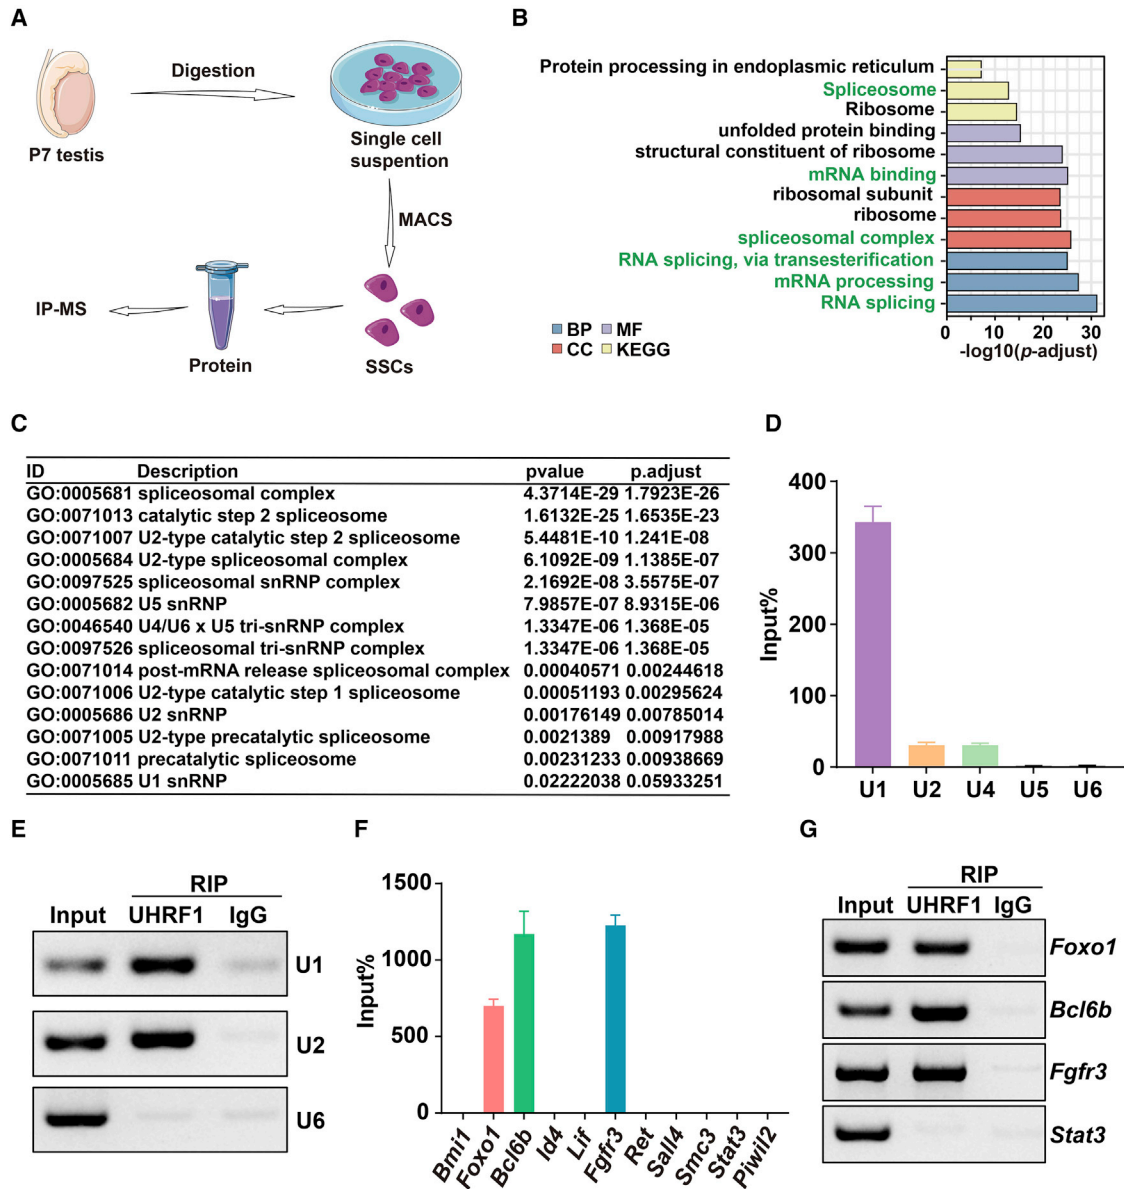 A
P7 testis
Digestion
Single cell
suspention
MACS
SSCs
Protein
IP-MS
B
Protein processing in endoplasmic reticulum
Spliceosome
Ribosome
unfolded protein binding
structural constituent of ribosome
mRNA binding
ribosomal subunit
ribosome
spliceosomal complex
RNA splicing, via transesterification
mRNA processing
RNA splicing
BP MF
CC KEGG
0 10 20 30
-log10(p-adjust)
C
ID Description pvalue p.adjust
GO:0005681 spliceosomal complex 4.3714E-29 1.7923E-26
GO:0071013 catalytic step 2 spliceosome 1.6132E-25 1.6535E-23
GO:0071007 U2-type catalytic step 2 spliceosome 5.4481E-10 1.241E-08
GO:0005684 U2-type spliceosomal complex 6.1092E-09 1.1385E-07
GO:0097525 spliceosomal snRNP complex 2.1692E-08 3.5575E-07
GO:0005682 U5 snRNP 7.9857E-07 8.9315E-06
GO:0046540 U4/U6 x U5 tri-snRNP complex 1.3347E-06 1.368E-05
GO:0097526 spliceosomal tri-snRNP complex 1.3347E-06 1.368E-05
GO:0071014 post-mRNA release spliceosomal complex 0.00040571 0.00244618
GO:0071006 U2-type catalytic step 1 spliceosome 0.00051193 0.00295624
GO:0005686 U2 snRNP 0.00176149 0.00785014
GO:0071005 U2-type precatalytic spliceosome 0.0021389 0.00917988
GO:0071011 precatalytic spliceosome 0.00231233 0.00938669
GO:0005685 U1 snRNP 0.02222038 0.05933251
D
Input%
400
300
200
100
0
U1 U2 U4 U5 U6
E
RIP
Input UHRF1 IgG
U1
U2
U6
F
Input%
1500
1000
500
0
Bmi1 Foxo1 Bcl6b Id4 Lif Fgfr3 Ret Sall4 Smc3 Stat3 Piwil2
G
RIP
Input UHRF1 IgG
Foxo1
Bcl6b
Fgfr3
Stat3